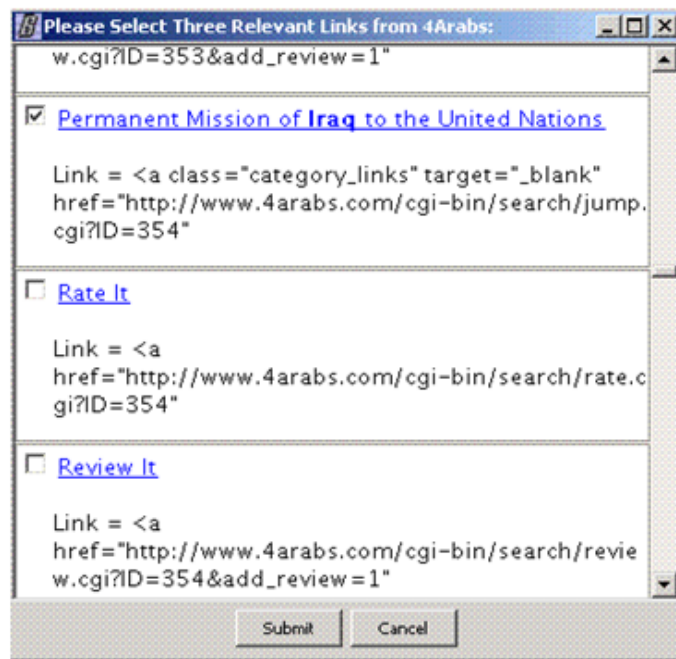 Please Select Three Relevant Links from 4Arabs:
w.cgi?ID=353&add_review=1"
Permanent Mission of Iraq to the United Nations
Link = <a class="category_links" target="_blank"
href="http://www.4arabs.com/cgi-bin/search/jump.
cgi?ID=354"
Rate It
Link = <a
href="http://www.4arabs.com/cgi-bin/search/rate.c
gi?ID=354"
Review It
Link = <a
href="http://www.4arabs.com/cgi-bin/search/revie
w.cgi?ID=354&add_review=1"
Submit Cancel